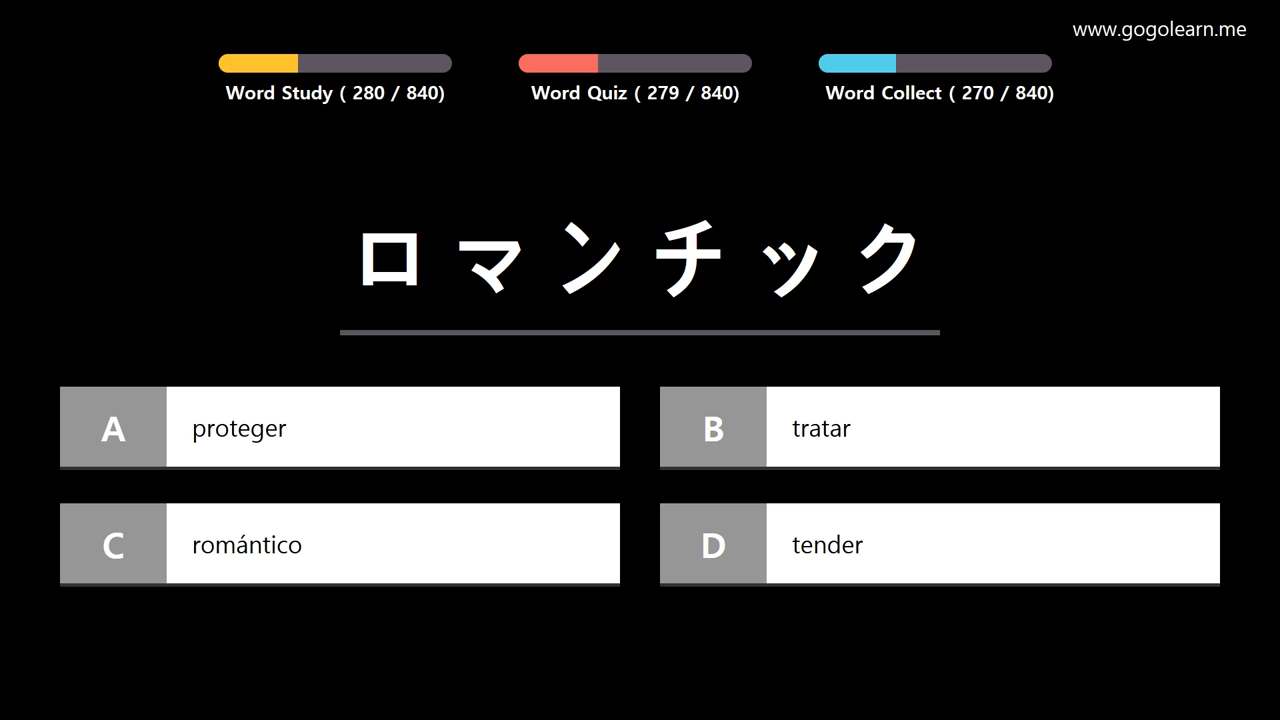 www.gogolearn.me
Word Study ( 280 / 840)
Word Quiz ( 279 / 840)
Word Collect ( 270 / 840)
ロマンチック
A proteger
B tratar
C romántico
D tender